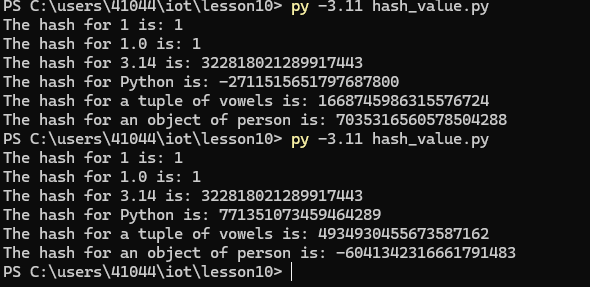 PS C:\users\41044\iot\lesson10> py -3.11 hash_value.py
The hash for 1 is: 1
The hash for 1.0 is: 1
The hash for 3.14 is: 322818021289917443
The hash for Python is: -2711515651797687800
The hash for a tuple of vowels is: 1668745986315576724
The hash for an object of person is: 7035316560578504288
PS C:\users\41044\iot\lesson10> py -3.11 hash_value.py
The hash for 1 is: 1
The hash for 1.0 is: 1
The hash for 3.14 is: 322818021289917443
The hash for Python is: 771351073459464289
The hash for a tuple of vowels is: 4934930455673587162
The hash for an object of person is: -6041342316661791483
PS C:\users\41044\iot\lesson10>